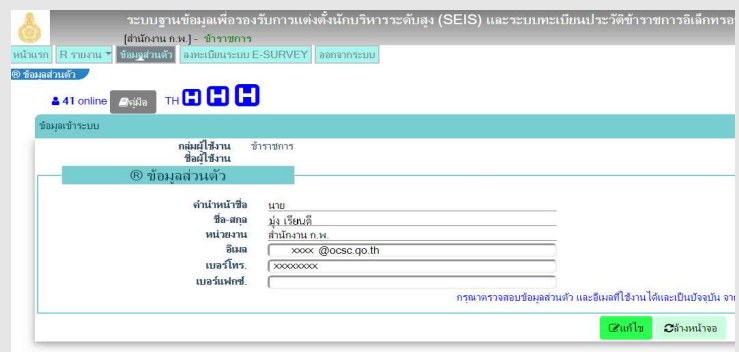 ระบบฐานข้อมูลเพื่อรองรับการแต่งตั้งนักบริหารระดับสูง (SEIS) และระบบทะเบียนประวัติข้าราชการอิเล็กทรอ
[สำนักงาน ก.พ.] - ข้าราชการ
หน้าแรก R รายงาน ข้อมูลส่วนตัว ลงทะเบียนระบบ E-SURVEY ออกจากระบบ
® ข้อมูลส่วนตัว
41 online คู่มือ TH H H H
ข้อมูลเข้าระบบ
กลุ่มผู้ใช้งาน ข้าราชการ
ชื่อผู้ใช้งาน
® ข้อมูลส่วนตัว
คำนำหน้าชื่อ นาย
ชื่อ-สกุล มุ่ง เรียนดี
หน่วยงาน สำนักงาน ก.พ.
อีเมล xxxx @ocsc.go.th
เบอร์โทร. xxxxxxxx
เบอร์แฟกซ์.
กรุณาตรวจสอบข้อมูลส่วนตัว และอีเมลที่ใช้งานได้และเป็นปัจจุบัน จา
แก้ไข ล้างหน้าจอ